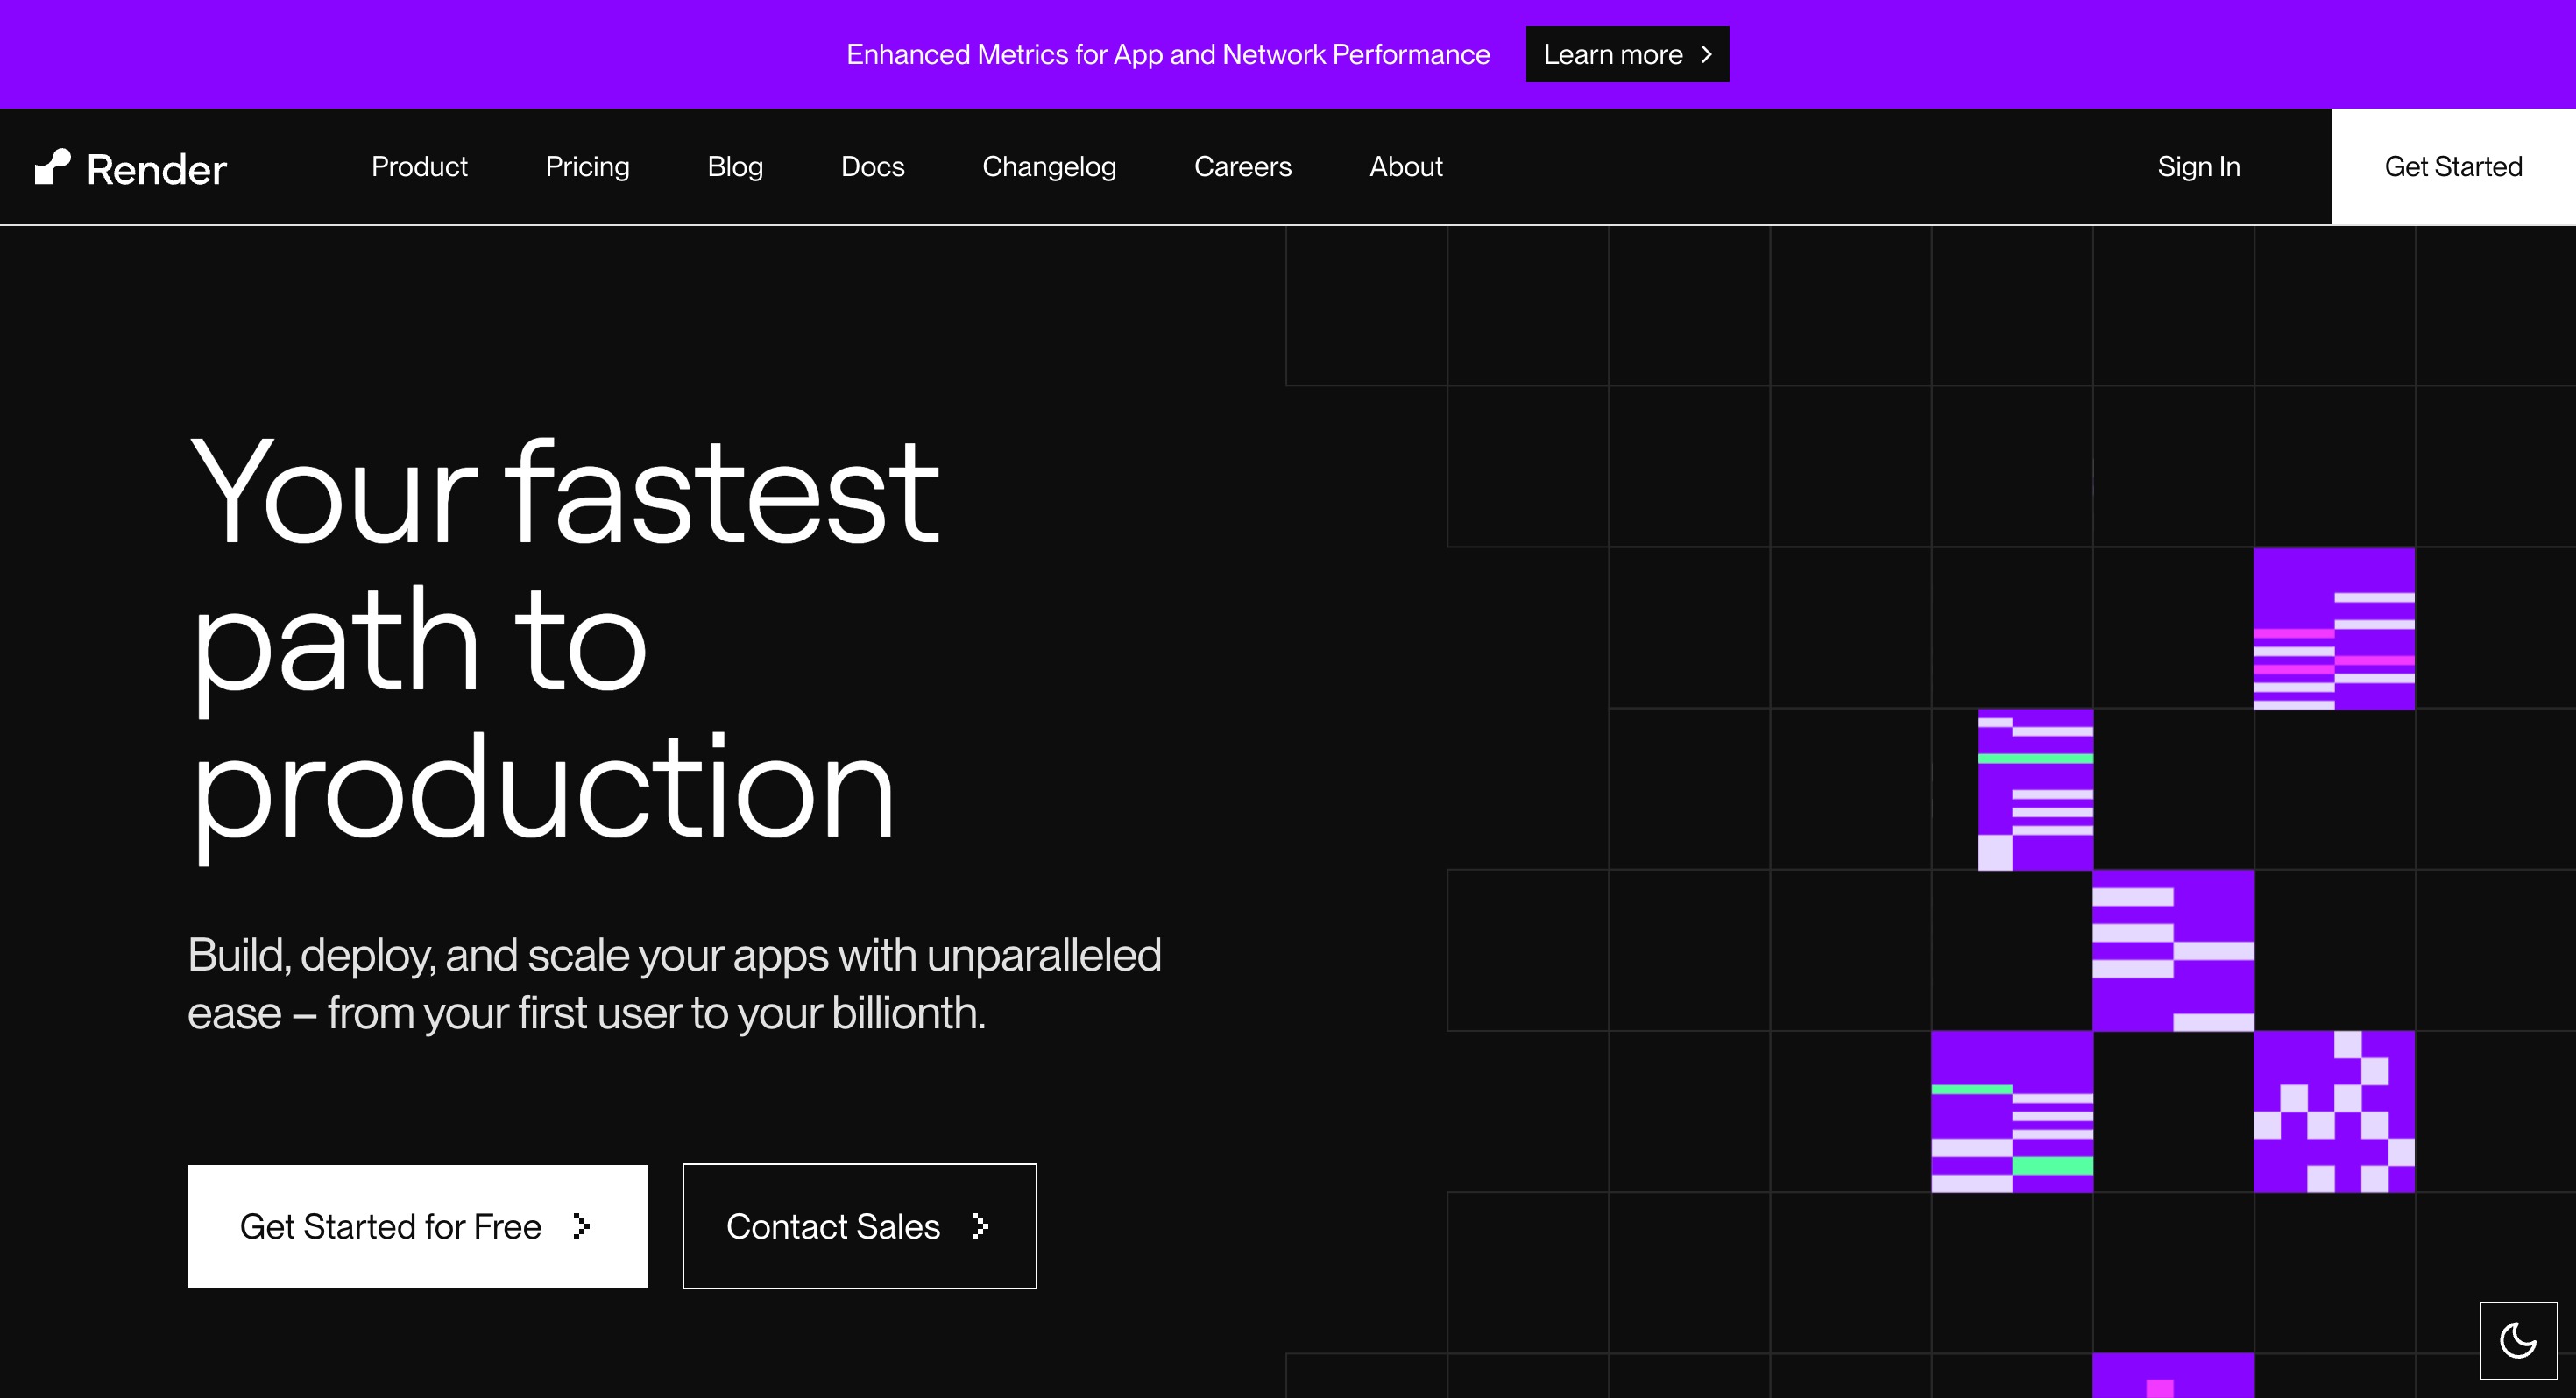 Enhanced Metrics for App and Network Performance
Learn more
Render
Product
Pricing
Blog
Docs
Changelog
Careers
About
Sign In
Get Started
Your fastest
path to
production
Build, deploy, and scale your apps with unparalleled
ease – from your first user to your billionth.
Get Started for Free
Contact Sales